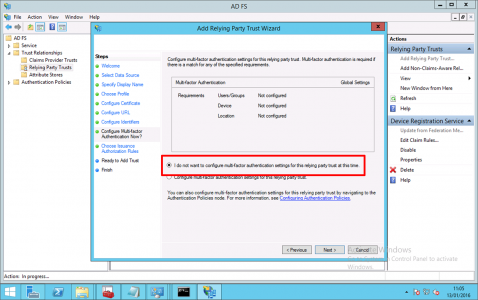 AD FS
File Action View Window Help
AD FS
Service
Trust Relationships
Claims Provider Trusts
Relying Party Trusts
Attribute Stores
Authentication Policies
Add Relying Party Trust Wizard
Steps
Welcome
Select Data Source
Specify Display Name
Choose Profile
Configure Certificate
Configure URL
Configure Identifiers
Configure Multi-factor
Authentication Now?
Choose Issuance
Authorization Rules
Ready to Add Trust
Finish
Configure multi-factor authentication settings for this relying party trust. Multi-factor authentication is required if
there is a match for any of the specified requirements.
Multi-factor Authentication Global Settings
Requirements Users/Groups Not configured
Device Not configured
Location Not configured
I do not want to configure multi-factor authentication settings for this relying party trust at this time.
Configure multi-factor authentication settings for this relying party trust.
You can also configure multi-factor authentication settings for this relying party trust by navigating to the
Authentication Policies node. For more information, see Configuring Authentication Policies.
< Previous Next > Cancel
Actions
Relying Party Trusts
Add Relying Party Trust...
Add Non-Claims-Aware Rel...
View
New Window from Here
Refresh
Help
Device Registration Service
Update from Federation Me...
Edit Claim Rules...
Disable
Properties
Delete
Help
Windows
Control Panel to activate
Windows.
Action: In progress...
11:05
13/01/2016